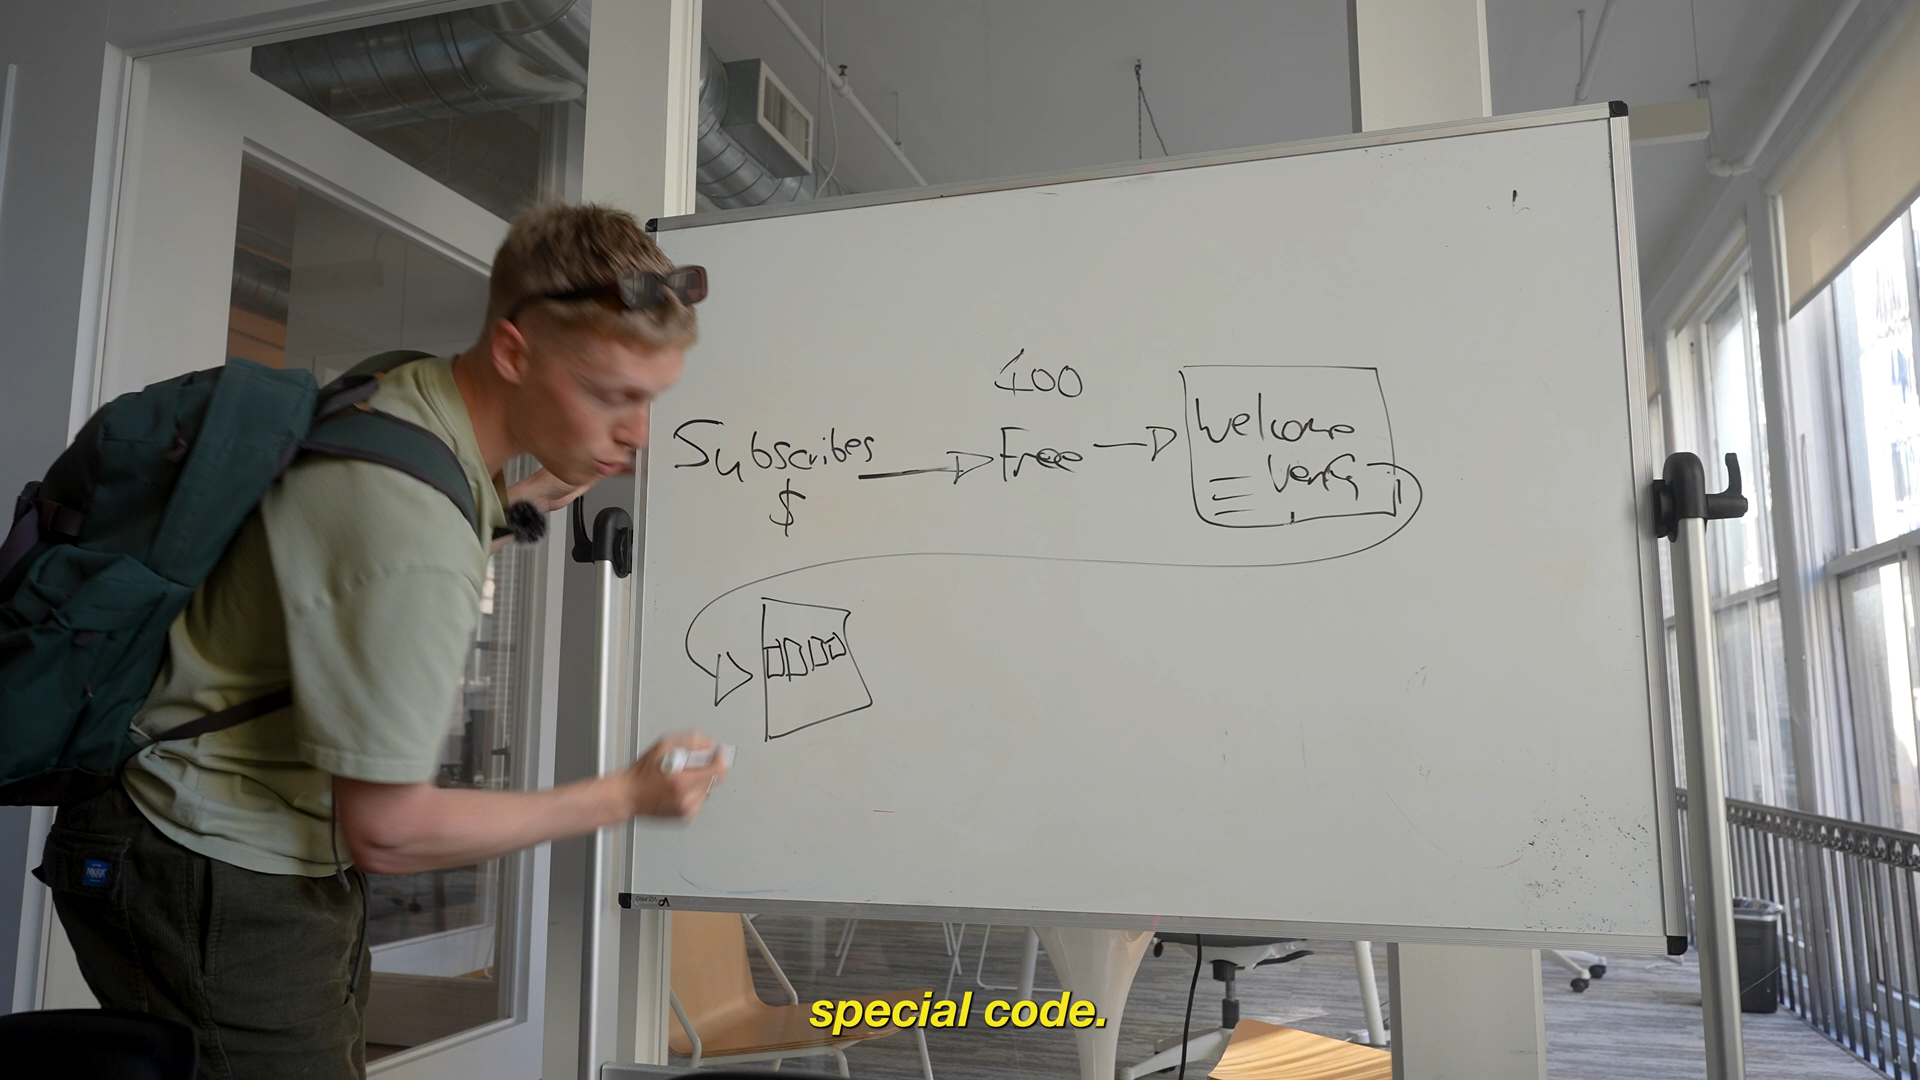 400
Subscribes
Free
Welcome
Verify
$
special code.